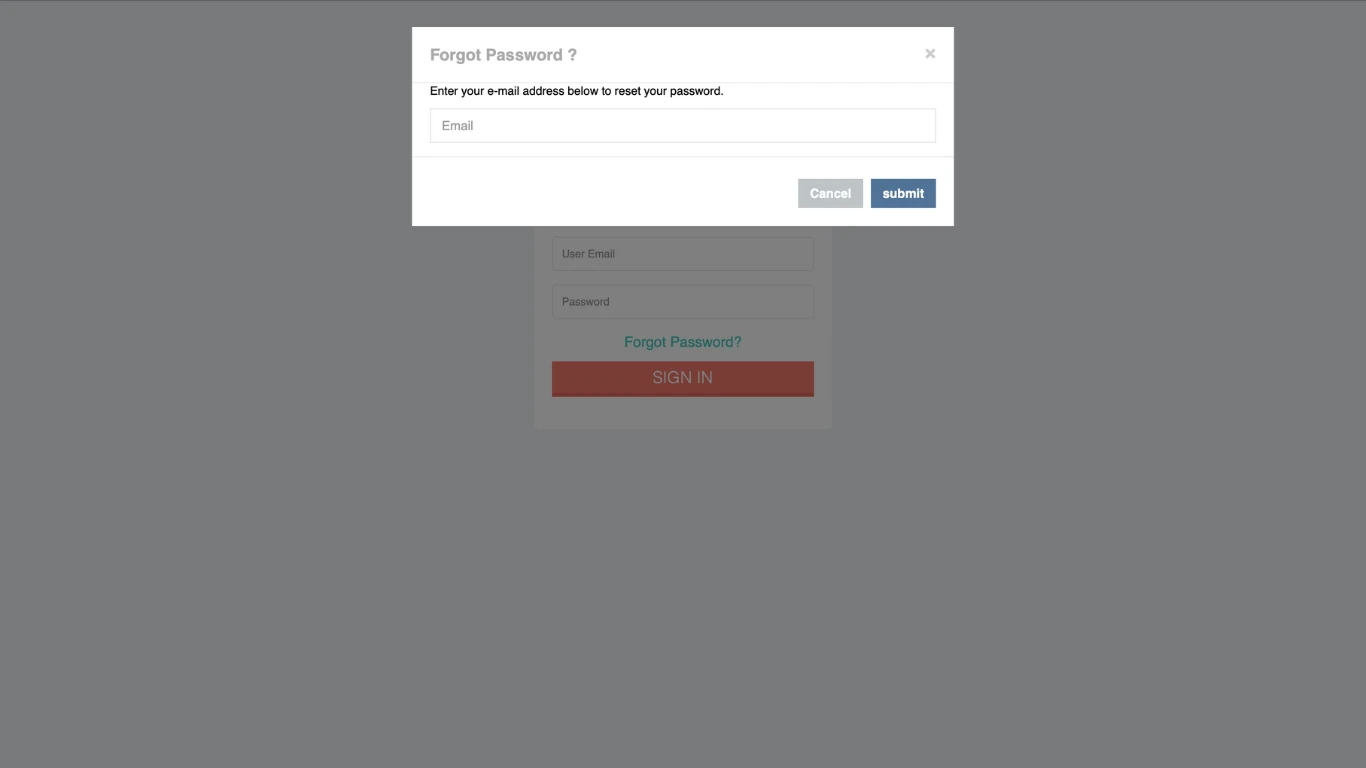 Forgot Password ?
×
Enter your e-mail address below to reset your password.
Email
Cancel submit
User Email
Password
Forgot Password?
SIGN IN